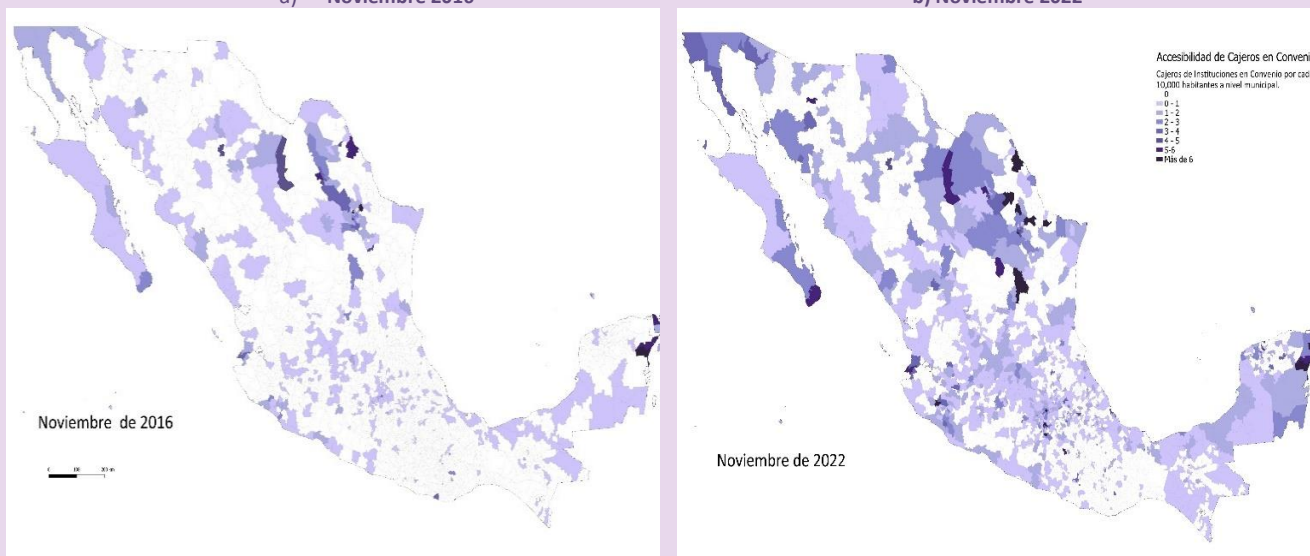 a) Noviembre 2016
b) Noviembre 2022
Noviembre de 2016
Accesibilidad de Cajeros en Conveni
Cajeros de Instituciones en Convenio por cad
10,000 habitantes a nivel municipal.
0
0 - 1
1 - 2
2 - 3
3 - 4
4 - 5
5-6
Más de 6
Noviembre de 2022